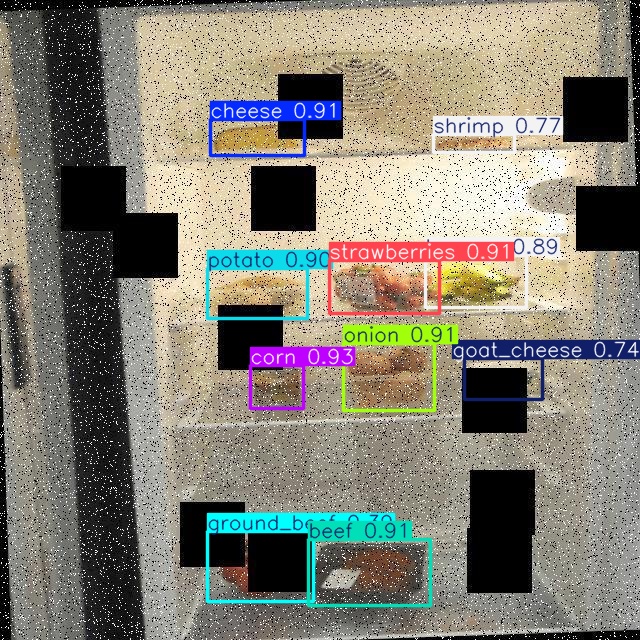 cheese 0.91
shrimp 0.77
potato 0.90
strawberries 0.91
0.89
onion 0.91
corn 0.93
goat_cheese 0.74
ground_beef
beef 0.91